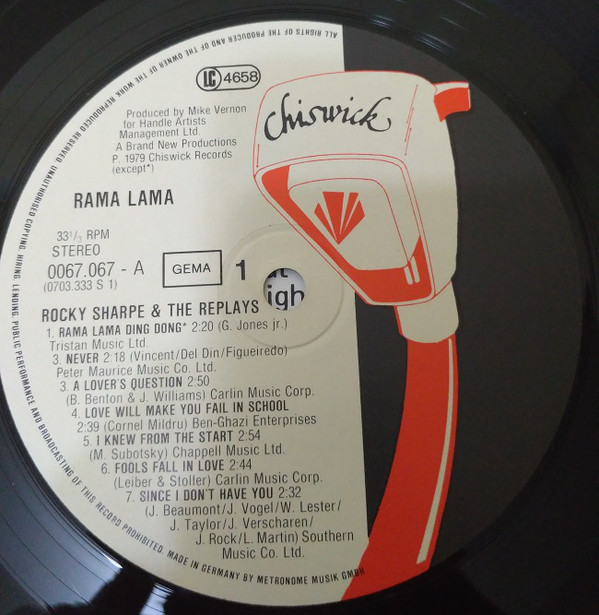 ALL RIGHTS OF THE PRODUCER AND OF THE OWNER OF THE WORK REPRODUCED RESERVED. UNAUTHORISED COPYING, HIRING, LENDING, PUBLIC PERFORMANCE AND BROADCASTING OF THIS RECORD PROHIBITED. MADE IN GERMANY BY METRONOME MUSIK GMBH
LC 4658
Chiswick
Produced by Mike Vernon
for Handle Artists
Management Ltd.
A Brand New Productions
P. 1979 Chiswick Records
(except*)
RAMA LAMA
33 1/3 RPM
STEREO
0067.067 - A GEMA 1
(0703.333 S 1)
igh
ROCKY SHARPE & THE REPLAYS
1. RAMA LAMA DING DONG* 2:20 (G. Jones jr.)
Tristan Music Ltd.
3. NEVER 2:18 (Vincent/Del Din/Figueiredo)
Peter Maurice Music Co. Ltd.
3. A LOVER'S QUESTION 2:50
(B. Benton & J. Williams) Carlin Music Corp.
4. LOVE WILL MAKE YOU FAIL IN SCHOOL
2:39 (Cornel Mildru) Ben-Ghazi Enterprises
5. I KNEW FROM THE START 2:54
(M. Subotsky) Chappell Music Ltd.
6. FOOLS FALL IN LOVE 2:44
(Leiber & Stoller) Carlin Music Corp.
7. SINCE I DON'T HAVE YOU 2:32
(J. Beaumont/J. Vogel/W. Lester/
J. Taylor/J. Verscharen/
J. Rock/L. Martin) Southern
Music Co. Ltd.